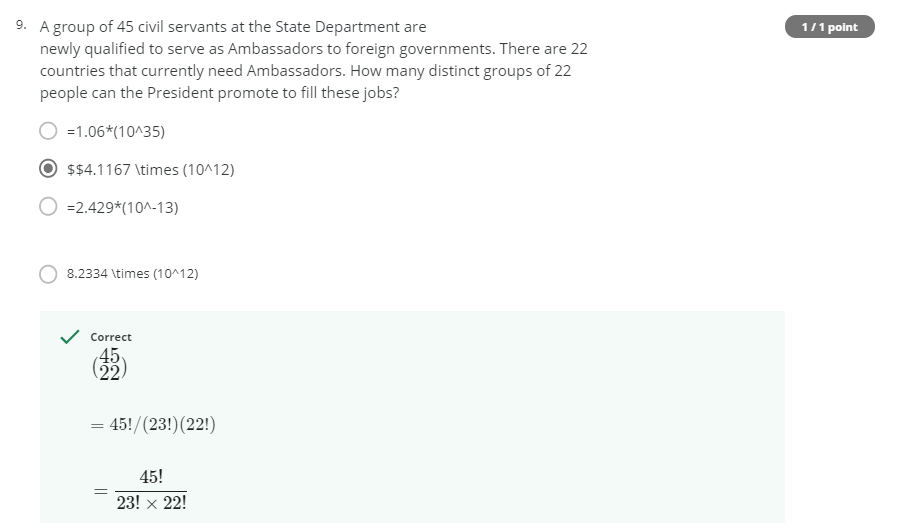 9. A group of 45 civil servants at the State Department are
1 / 1 point
newly qualified to serve as Ambassadors to foreign governments. There are 22
countries that currently need Ambassadors. How many distinct groups of 22
people can the President promote to fill these jobs?
=1.06*(10^35)
$$4.1167 \times (10^12)
=2.429*(10^-13)
8.2334 \times (10^12)
Correct
(45
22)
= 45!/(23!)(22!)
= 45!
23! × 22!